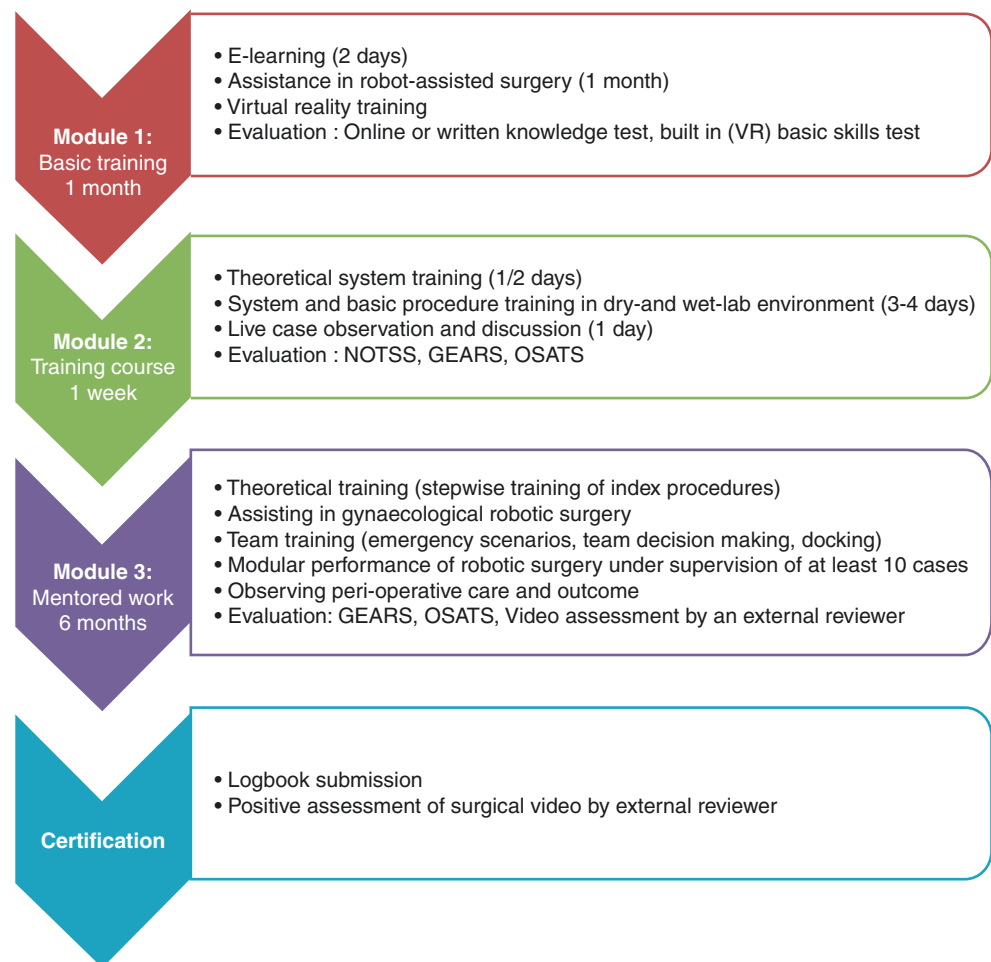 Module 1:
Basic training
1 month
• E-learning (2 days)
• Assistance in robot-assisted surgery (1 month)
• Virtual reality training
• Evaluation : Online or written knowledge test, built in (VR) basic skills test
Module 2:
Training course
1 week
• Theoretical system training (1/2 days)
• System and basic procedure training in dry-and wet-lab environment (3-4 days)
• Live case observation and discussion (1 day)
• Evaluation : NOTSS, GEARS, OSATS
Module 3:
Mentored work
6 months
• Theoretical training (stepwise training of index procedures)
• Assisting in gynaecological robotic surgery
• Team training (emergency scenarios, team decision making, docking)
• Modular performance of robotic surgery under supervision of at least 10 cases
• Observing peri-operative care and outcome
• Evaluation: GEARS, OSATS, Video assessment by an external reviewer
Certification
• Logbook submission
• Positive assessment of surgical video by external reviewer